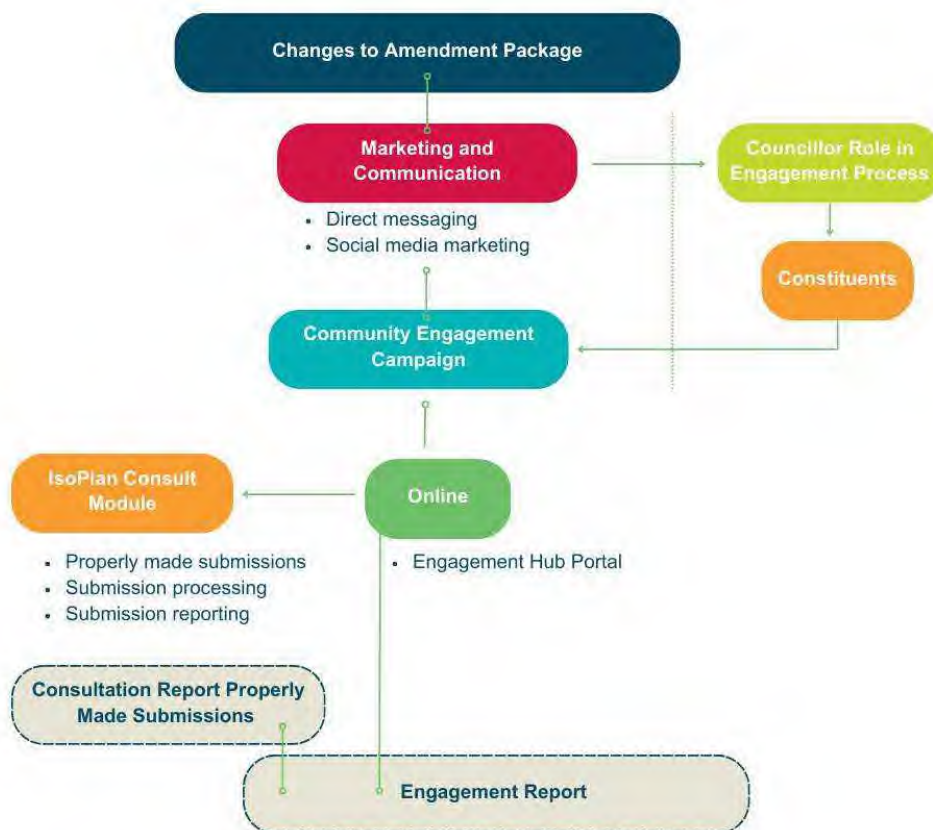 Changes to Amendment Package
Marketing and
Communication
• Direct messaging
• Social media marketing
Councillor Role in
Engagement Process
Constituents
Community Engagement
Campaign
IsoPlan Consult
Module
• Properly made submissions
• Submission processing
• Submission reporting
Online
• Engagement Hub Portal
Consultation Report Properly
Made Submissions
Engagement Report